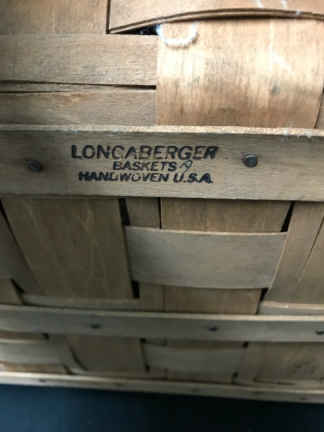 LONGABERGER
BASKETS ®
HANDWOVEN U.S.A.